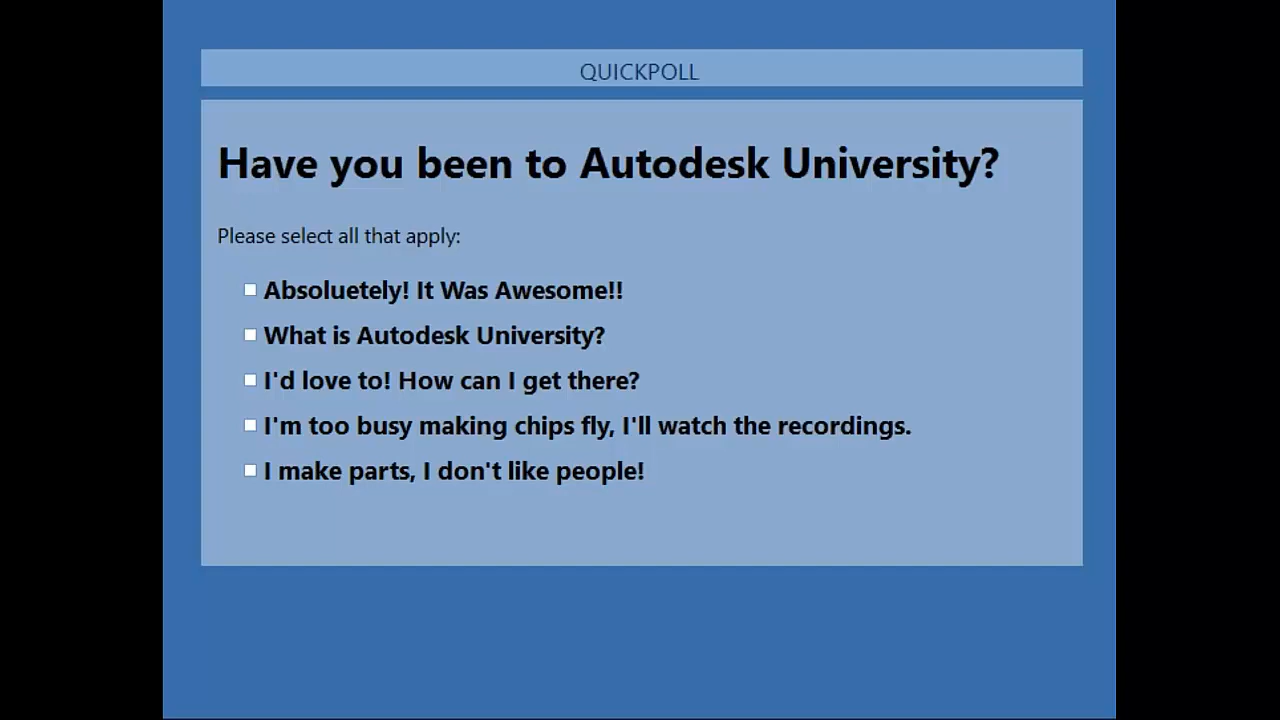 QUICKPOLL
Have you been to Autodesk University?
Please select all that apply:
Absoluetely! It Was Awesome!!
What is Autodesk University?
I'd love to! How can I get there?
I'm too busy making chips fly, I'll watch the recordings.
I make parts, I don't like people!